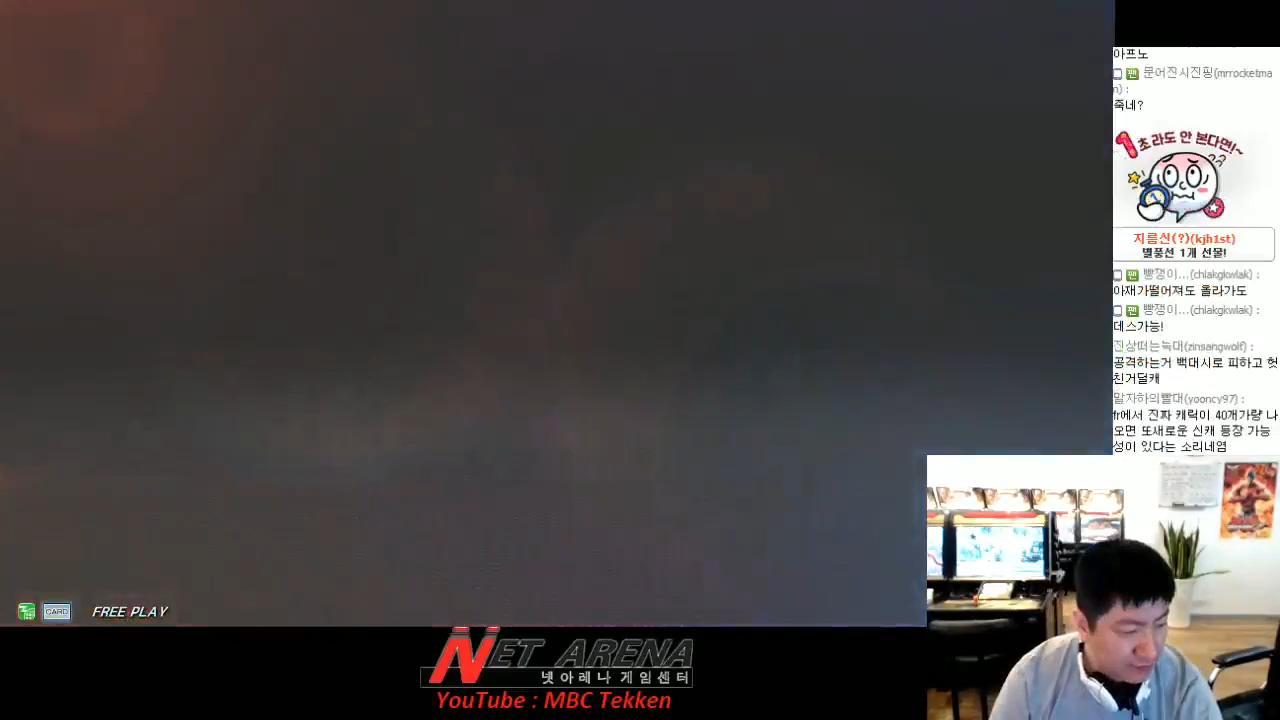 아프노
문어진시진핑(mrrocketma
n) :
죽네?
1초라도 안 본다면!~
지름신(?)(kjh1st)
별풍선 1개 선물!
빵쟁이...(chlakgkwlak) :
아재가떨어져도 올라가도
빵쟁이...(chlakgkwlak) :
데스가능!
진상떠는늑대(zinsangwolf) :
공격하는거 백대시로 피하고 헛
친거덜캐
말자하의빨대(yooncy97) :
fr에서 진짜 캐릭이 40개가량 나
오면 또새로운 신캐 등장 가능
성이 있다는 소리네염
CARD
FREE PLAY
NET ARENA
넷아레나 게임센터
YouTube : MBC Tekken